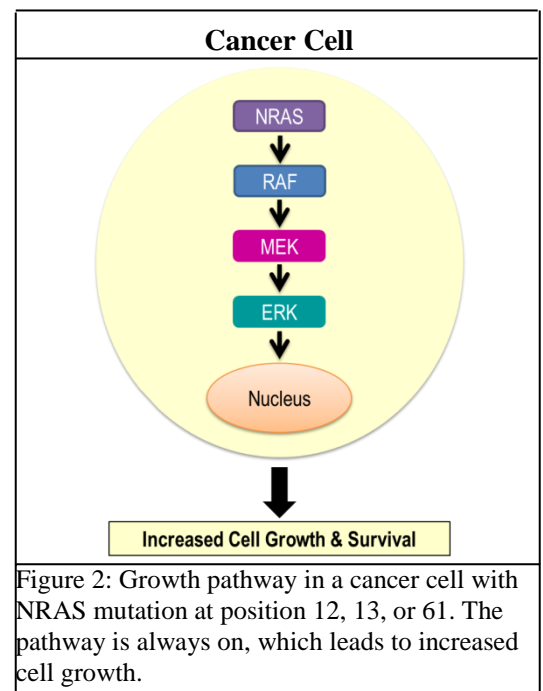 Cancer Cell
NRAS
RAF
MEK
ERK
Nucleus
Increased Cell Growth & Survival
Figure 2: Growth pathway in a cancer cell with
NRAS mutation at position 12, 13, or 61. The
pathway is always on, which leads to increased
cell growth.